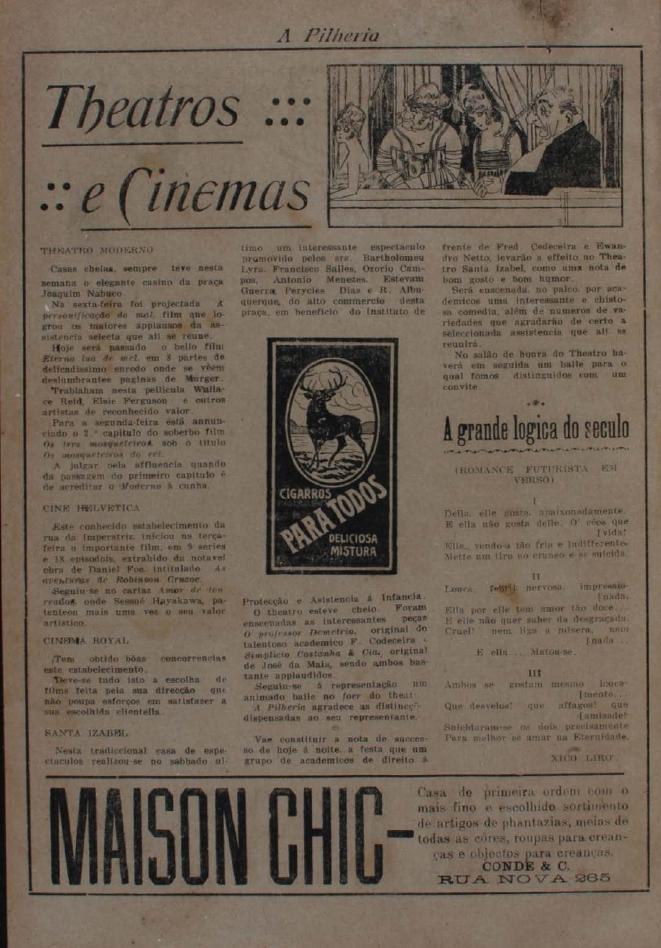 A Pilheria
Theatros :::
:: e Cinemas
THEATRO MODERNO
Casas cheias, sempre teve nesta
semana o elegante casino da praça
Joaquim Nabuco
Na sexta-feira foi projectada A
personificação do mal, film que lo-
grou os maiores applausos da as-
sistencia selecta que ali se reune.
Hoje será passado o bello film
Eterna lua de mel, em 8 partes de
delicadissimo enredo onde se vêem
deslumbrantes paginas de Murger.
Trabalham nesta pellicula Walla-
ce Reid, Elsie Ferguson e outros
artistas de reconhecido valor.
Para a segunda-feira está annun-
ciado o 2.º capitulo do soberbo film
Os tres mosqueteiros, sob o titulo
Os mosqueteiros do rei.
A julgar pela affluencia quando
da passagem do primeiro capitulo é
de acreditar o Moderno á cunha.
CINE HELVETICA
Este conhecido estabelecimento da
rua da Imperatriz, iniciou na terça-
feira o importante film, em 9 series
e 18 episodios, extrahido da notavel
obra de Daniel Foe, intitulado As
aventuras de Robinson Crusoe.
Seguiu-se no cartaz Amor de tou-
reador, onde Sessue Hayakawa, pa-
tenteou mais uma vez o seu valor
artistico.
CINEMA ROYAL
Tem obtido bôas concorrencias
este estabelecimento.
Deve-se tudo isto a escolha de
films feita pela sua direcção que
não poupa esforços em satisfazer a
sua escolhida clientella.
SANTA IZABEL
Nesta tradiccional casa de espe-
ctaculos realizou-se no sabbado ul-
timo um interessante espectaculo
promovido pelos srs. Bartholomeu
Lyra, Francisco Salles, Ozorio Cam-
pos, Antonio Menezes, Estevam
Guerra, Perycles Dias e R. Albu-
querque, do alto commercio desta
praça, em beneficio do Instituto de
CIGARROS
PARA TODOS
DELICIOSA
MISTURA
Protecção e Asistencia á Infancia.
O theatro esteve cheio. Foram
enscenadas as interessantes peças
O professor Demetrio, original do
talentoso academico F. Codeceira e
Simplicio Costanha & Cia, original
de José da Maia, sendo ambos bas-
tante applaudidos.
Seguiu-se á representação um
animado baile no foyer do theat
A Pilheria agradece as distincç
dispensadas ao seu representante.
Vae constituir a nota de succes-
so de hoje á noite, a festa que um
grupo de academicos de direito á
frente de Fred. Codeceira e Ewan-
dro Netto, levarão a effeito no Thea-
tro Santa Izabel, como uma nota de
bom gosto e bom humor.
Será enscenada, no palco, por aca-
demicos uma interessante e chisto-
sa comedia, além de numeros de va-
riedades que agradarão de certo a
seleccionada assistencia que ali se
reunirá.
No salão de honra do Theatro ha-
verá em seguida um baile para o
qual fomos distinguidos com um
convite.
A grande logica do seculo
(ROMANCE FUTURISTA EM
VERSO)
I
Della, elle gosta, apaixonadamente.
E ella não gosta delle. O' céos que
[vida!
Elle, vendo-a tão fria e indifferente
Mette um tiro no craneo e se suicida.
II
Louca, febril, nervosa, impressio-
[nada,
Ella por elle tem amor tão doce...
E elle não quer saber da desgraçada.
Cruel! nem liga a misera, nem
[nada...
E ella... Matou-se.
III
Ambos se gostam mesmo louca-
[mente...
Que desvelos! que affagos! que
[amisade!
Suicidaram-se os dois precisamente
Para melhor se amar na Eternidade.
XICO LIRÓ.
MAISON CHIC-
Casa de primeira ordem com o
mais fino e escolhido sortimento
de artigos de phantazias, meias de
todas as côres, roupas para crean-
ças e objectos para creanças.
CONDE & C.
RUA NOVA 265